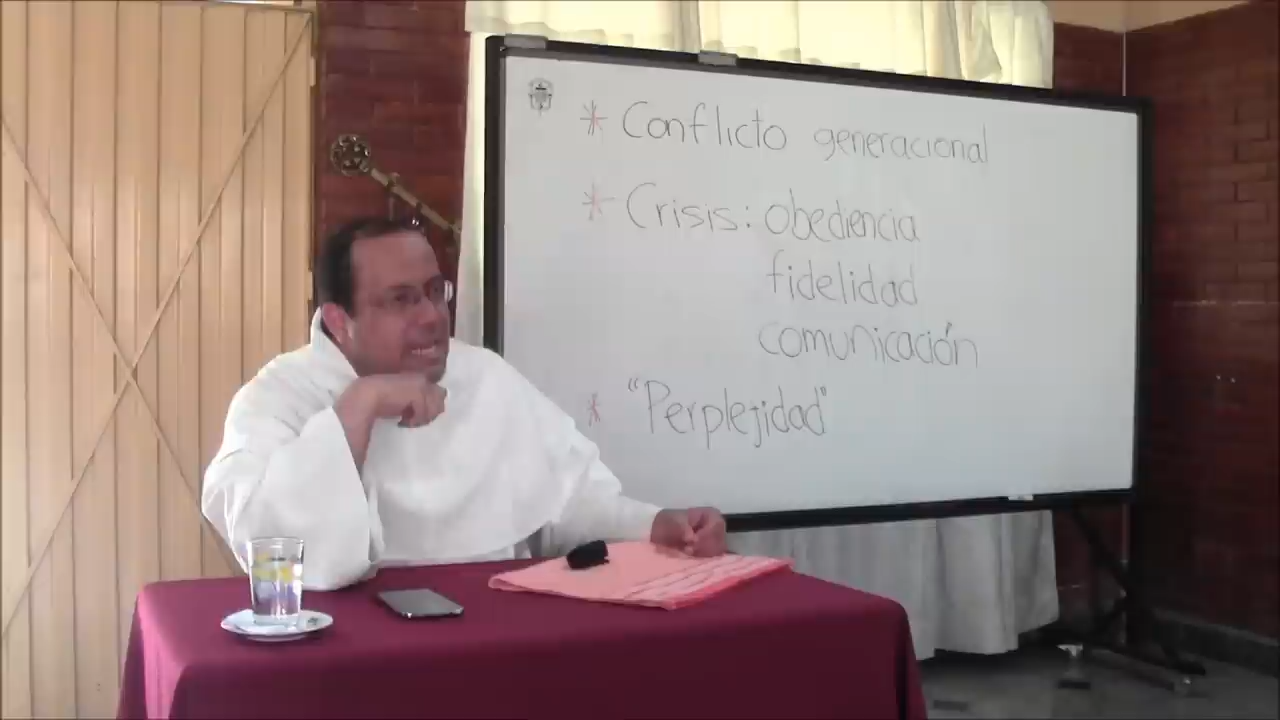 * Conflicto generacional
* Crisis: obediencia
fidelidad
comunicación
* "Perplejidad"